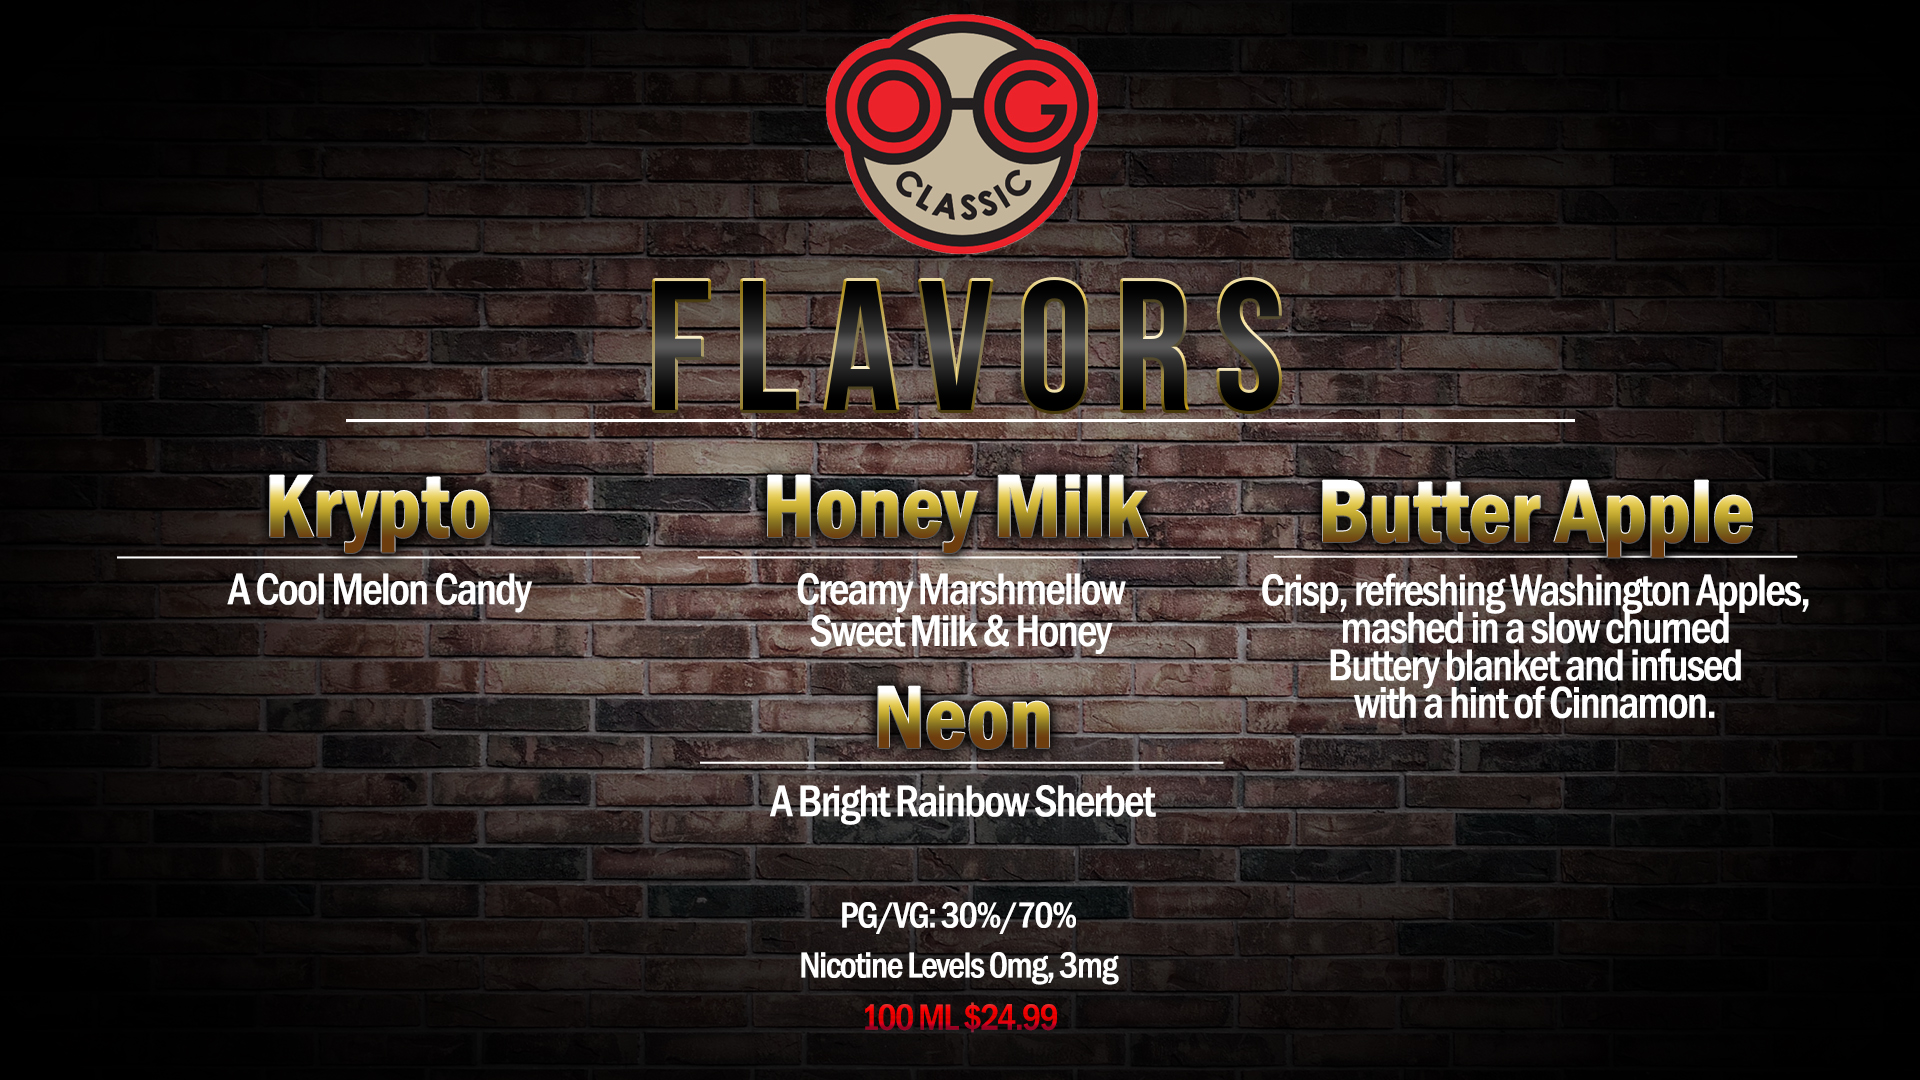 OG
CLASSIC
FLAVORS
Krypto
A Cool Melon Candy
Honey Milk
Creamy Marshmellow
Sweet Milk & Honey
Butter Apple
Crisp, refreshing Washington Apples,
mashed in a slow churned
Buttery blanket and infused
with a hint of Cinnamon.
Neon
A Bright Rainbow Sherbet
PG/VG: 30%/70%
Nicotine Levels 0mg, 3mg
100 ML $24.99